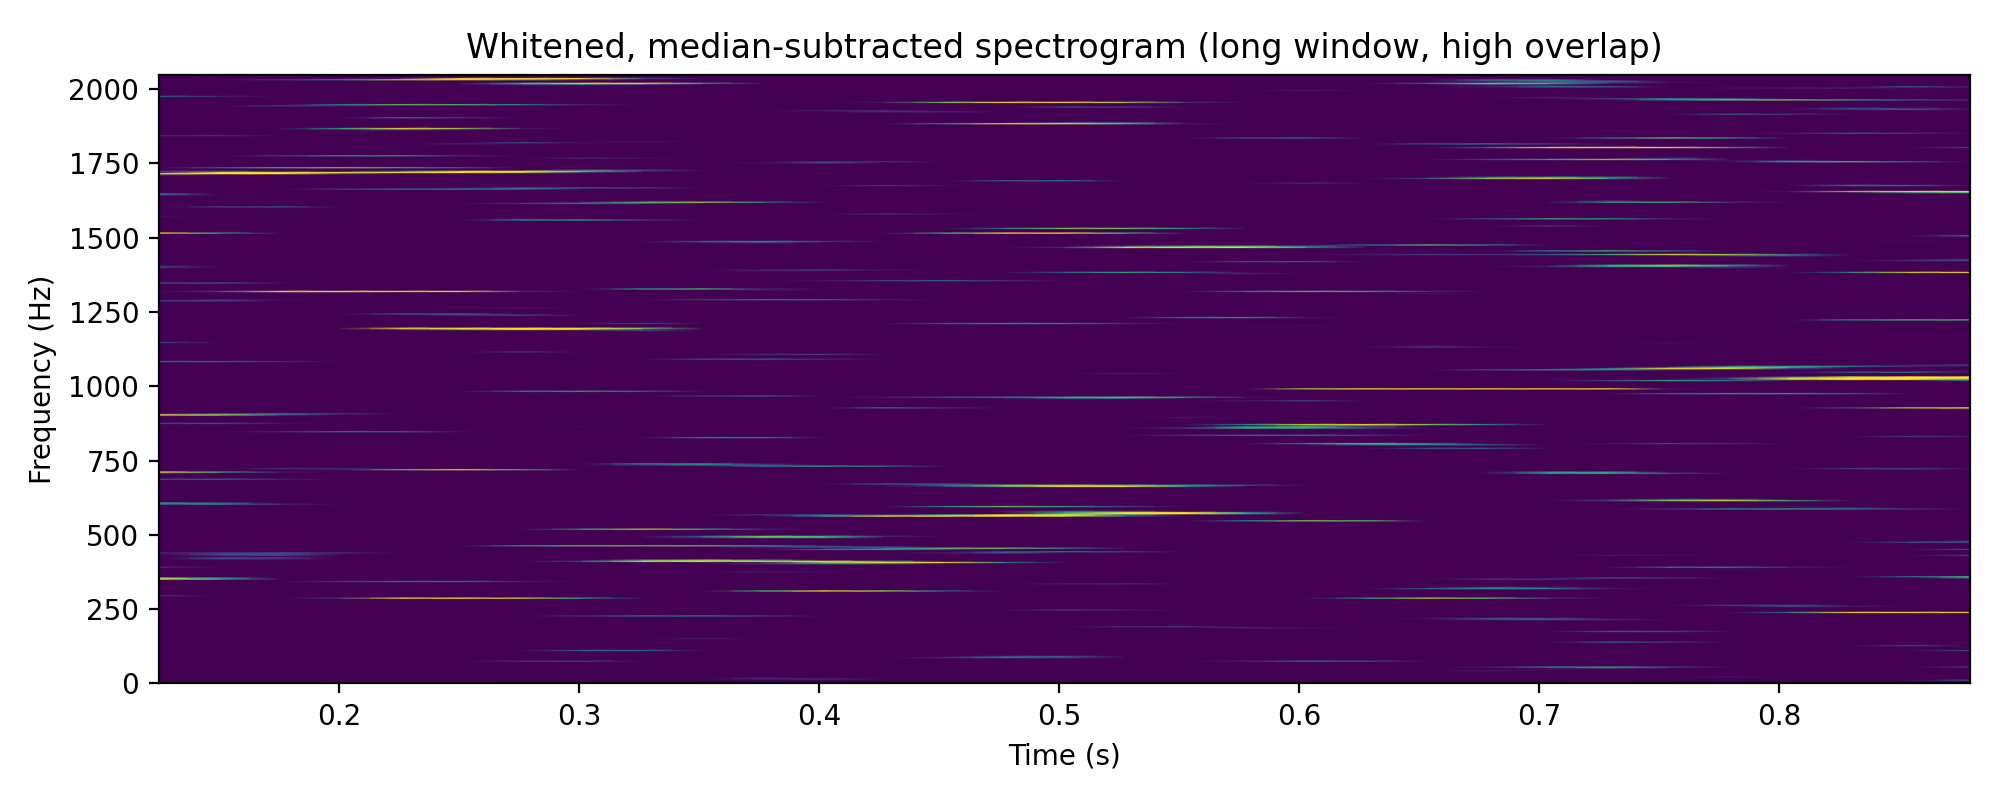 Whitened, median-subtracted spectrogram (long window, high overlap)
2000
1750
1500
1250
1000
750
500
250
0
Frequency (Hz)
0.2 0.3 0.4 0.5 0.6 0.7 0.8
Time (s)